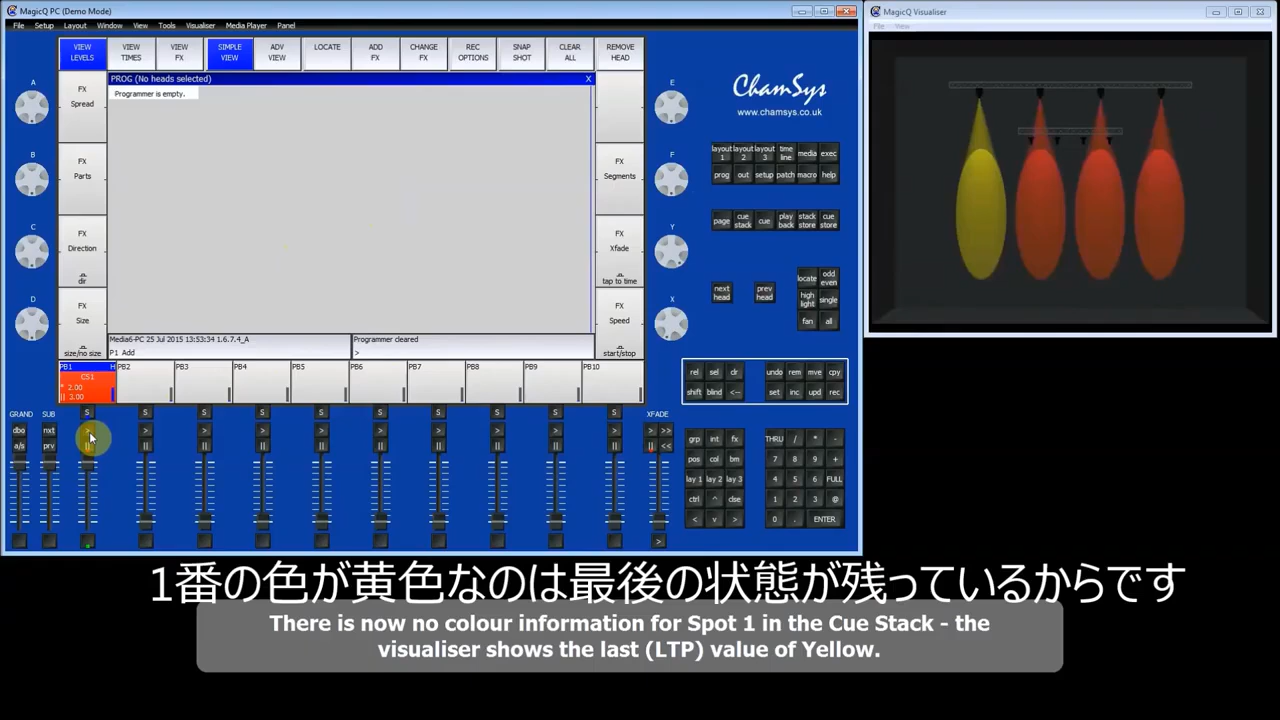 MagicQ PC (Demo Mode)
File Setup Layout Window View Tools Visualiser Media Player Panel
VIEW LEVELS
VIEW TIMES
VIEW FX
SIMPLE VIEW
ADV VIEW
LOCATE
ADD FX
CHANGE FX
REC OPTIONS
SNAP SHOT
CLEAR ALL
REMOVE HEAD
PROG (No heads selected) X
Programmer is empty.
A
FX Spread
B
FX Parts
C
FX Direction
dir
D
FX Size
size/no size
E
F
FX Segments
Y
FX Xfade
tap to time
X
FX Speed
start/stop
Media6-PC 25 Jul 2015 13:53:34 1.6.7.4_A
P1 Add
Programmer cleared
>
PB1 H PB2 PB3 PB4 PB5 PB6 PB7 PB8 PB9 PB10
CS1
* 2.00
|| 3.00
GRAND SUB S S S S S S S S S S XFADE
dbo nxt > > > > > > > > > > > >>
a/s prv || || || || || || || || || || || <<
>
ChamSys
www.chamsys.co.uk
layout 1 layout 2 layout 3 time line media exec
prog out setup patch macro help
page cue stack cue play back stack store cue store
next head prev head
locate odd even
high light single
fan all
rel sel dr undo rem mve cpy
shift blind <-- set inc upd rec
grp int fx THRU / * -
pos col bm 7 8 9 +
lay 1 lay 2 lay 3 4 5 6 FULL
ctrl ^ clse 1 2 3 @
< v > 0 . ENTER
MagicQ Visualiser
File View
1番の色が黄色なのは最後の状態が残っているからです
There is now no colour information for Spot 1 in the Cue Stack - the
visualiser shows the last (LTP) value of Yellow.